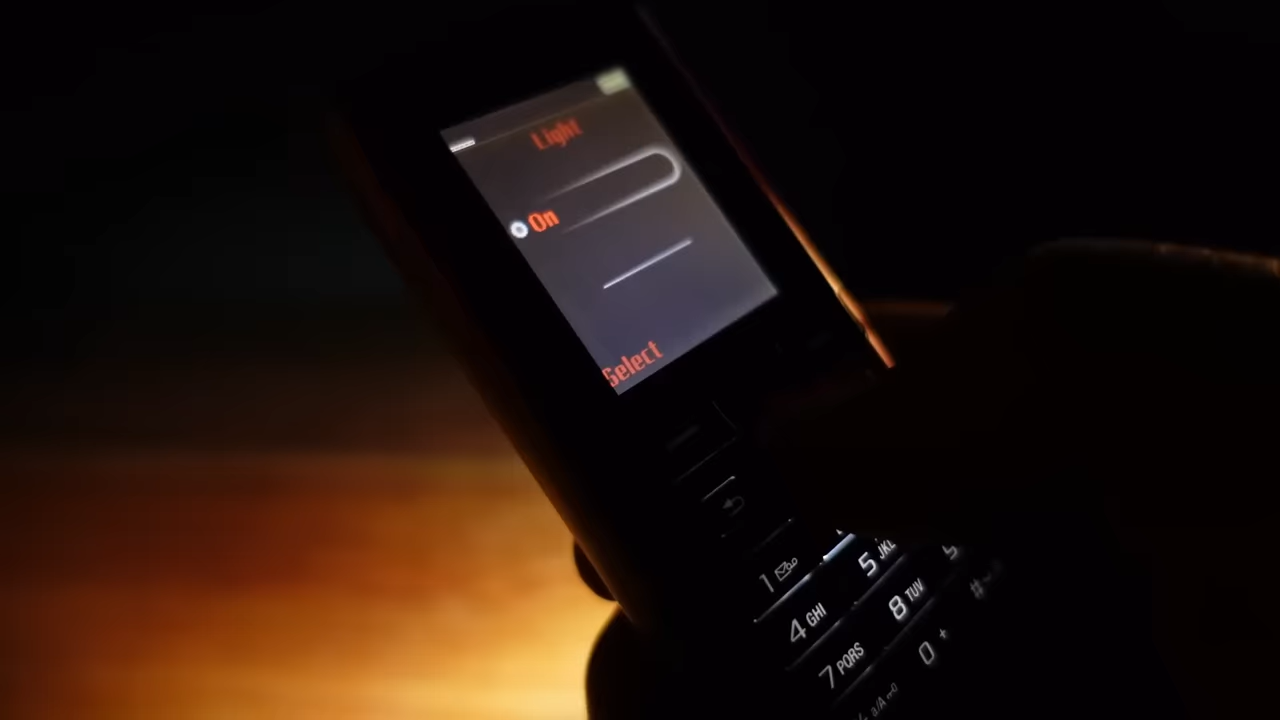 Light
On
Select
1
5 JKL
4 GHI
8 TUV
7 PQRS
0 +
#
a/A